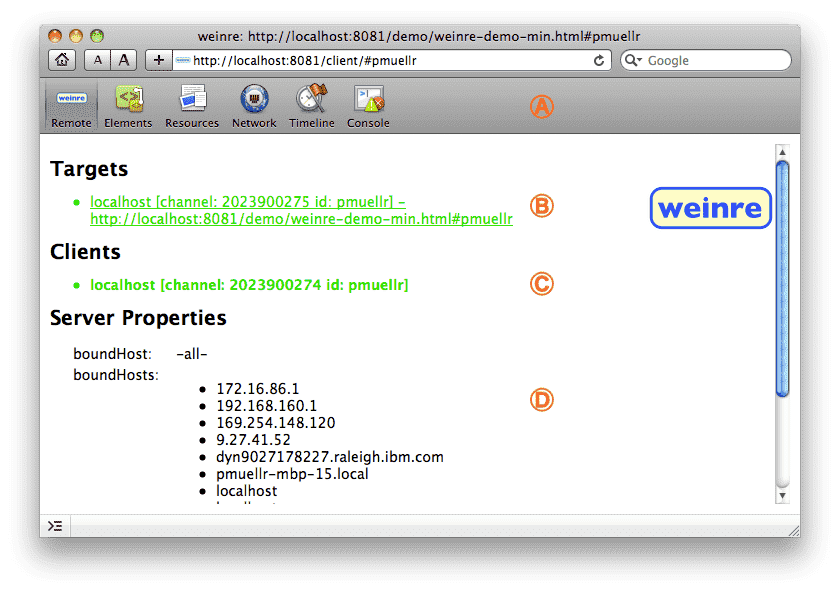 weinre: http://localhost:8081/demo/weinre-demo-min.html#pmuellr
A A + http://localhost:8081/client/#pmuellr Google
weinre
Remote Elements Resources Network Timeline Console
A
Targets
localhost [channel: 2023900275 id: pmuellr] –
http://localhost:8081/demo/weinre-demo-min.html#pmuellr
B
weinre
Clients
localhost [channel: 2023900274 id: pmuellr]
C
Server Properties
boundHost: -all-
boundHosts:
172.16.86.1
192.168.160.1
169.254.148.120
D
9.27.41.52
dyn9027178227.raleigh.ibm.com
pmuellr-mbp-15.local
localhost